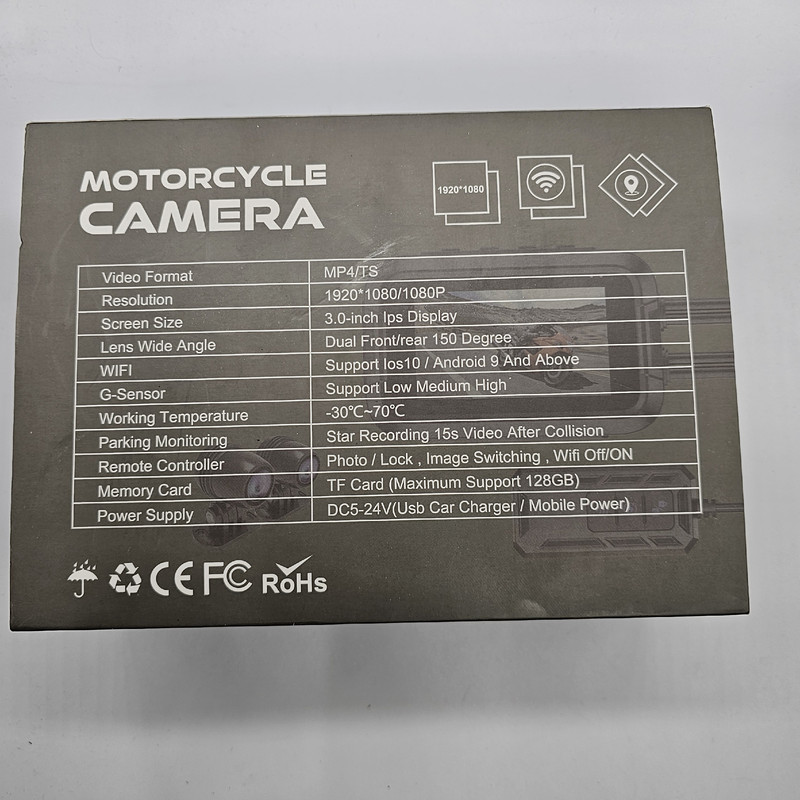 MOTORCYCLE
CAMERA
1920*1080
Video Format MP4/TS
Resolution 1920*1080/1080P
Screen Size 3.0-inch Ips Display
Lens Wide Angle Dual Front/rear 150 Degree
WIFI Support Ios10 / Android 9 And Above
G-Sensor Support Low Medium High
Working Temperature -30℃~70℃
Parking Monitoring Star Recording 15s Video After Collision
Remote Controller Photo / Lock , Image Switching , Wifi Off/ON
Memory Card TF Card (Maximum Support 128GB)
Power Supply DC5-24V(Usb Car Charger / Mobile Power)
CE FC RoHs